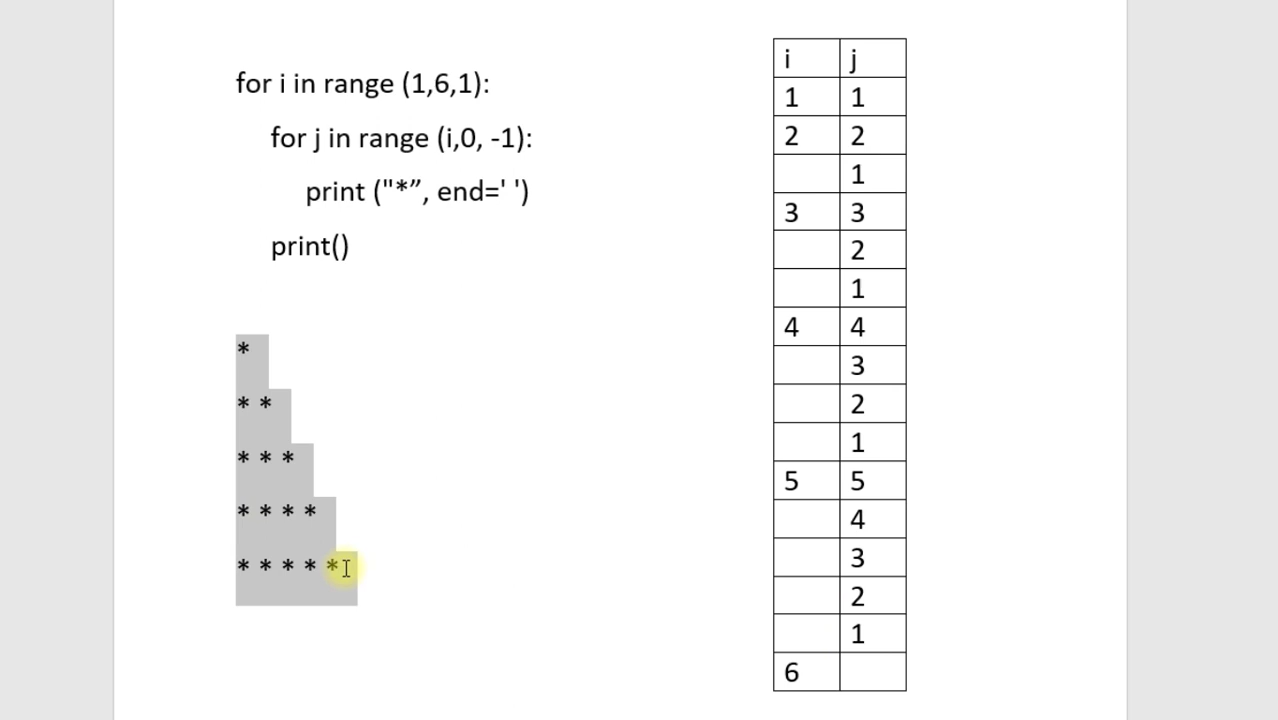 for i in range (1,6,1):
for j in range (i,0, -1):
print ("*”, end=' ')
print()
*
* *
* * *
* * * *
* * * * *
i j
1 1
2 2
1
3 3
2
1
4 4
3
2
1
5 5
4
3
2
1
6